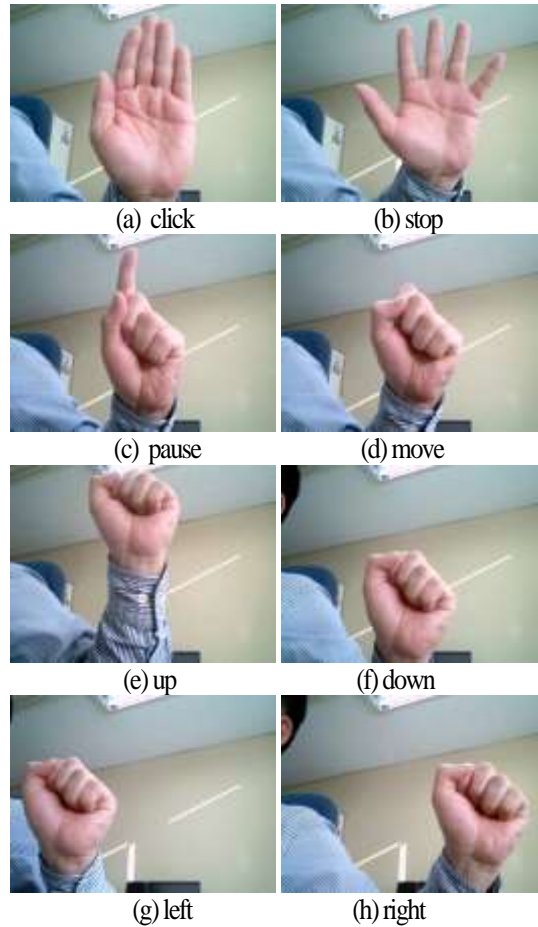 (a) click
(b) stop
(c) pause
(d) move
(e) up
(f) down
(g) left
(h) right